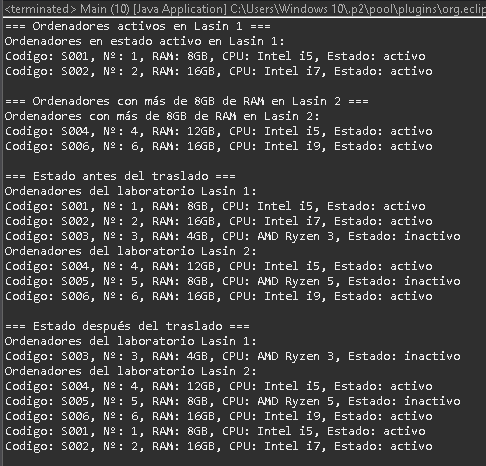 <terminated> Main (10) [Java Application] C:\Users\Windows 10\.p2\pool\plugins\org.eclip
=== Ordenadores activos en Lasin 1 ===
Ordenadores en estado activo en Lasin 1:
Codigo: S001, Nº: 1, RAM: 8GB, CPU: Intel i5, Estado: activo
Codigo: S002, Nº: 2, RAM: 16GB, CPU: Intel i7, Estado: activo
=== Ordenadores con más de 8GB de RAM en Lasin 2 ===
Ordenadores con más de 8GB de RAM en Lasin 2:
Codigo: S004, Nº: 4, RAM: 12GB, CPU: Intel i5, Estado: activo
Codigo: S006, Nº: 6, RAM: 16GB, CPU: Intel i9, Estado: activo
=== Estado antes del traslado ===
Ordenadores del laboratorio Lasin 1:
Codigo: S001, Nº: 1, RAM: 8GB, CPU: Intel i5, Estado: activo
Codigo: S002, Nº: 2, RAM: 16GB, CPU: Intel i7, Estado: activo
Codigo: S003, Nº: 3, RAM: 4GB, CPU: AMD Ryzen 3, Estado: inactivo
Ordenadores del laboratorio Lasin 2:
Codigo: S004, Nº: 4, RAM: 12GB, CPU: Intel i5, Estado: activo
Codigo: S005, Nº: 5, RAM: 8GB, CPU: AMD Ryzen 5, Estado: inactivo
Codigo: S006, Nº: 6, RAM: 16GB, CPU: Intel i9, Estado: activo
=== Estado después del traslado ===
Ordenadores del laboratorio Lasin 1:
Codigo: S003, Nº: 3, RAM: 4GB, CPU: AMD Ryzen 3, Estado: inactivo
Ordenadores del laboratorio Lasin 2:
Codigo: S004, Nº: 4, RAM: 12GB, CPU: Intel i5, Estado: activo
Codigo: S005, Nº: 5, RAM: 8GB, CPU: AMD Ryzen 5, Estado: inactivo
Codigo: S006, Nº: 6, RAM: 16GB, CPU: Intel i9, Estado: activo
Codigo: S001, Nº: 1, RAM: 8GB, CPU: Intel i5, Estado: activo
Codigo: S002, Nº: 2, RAM: 16GB, CPU: Intel i7, Estado: activo